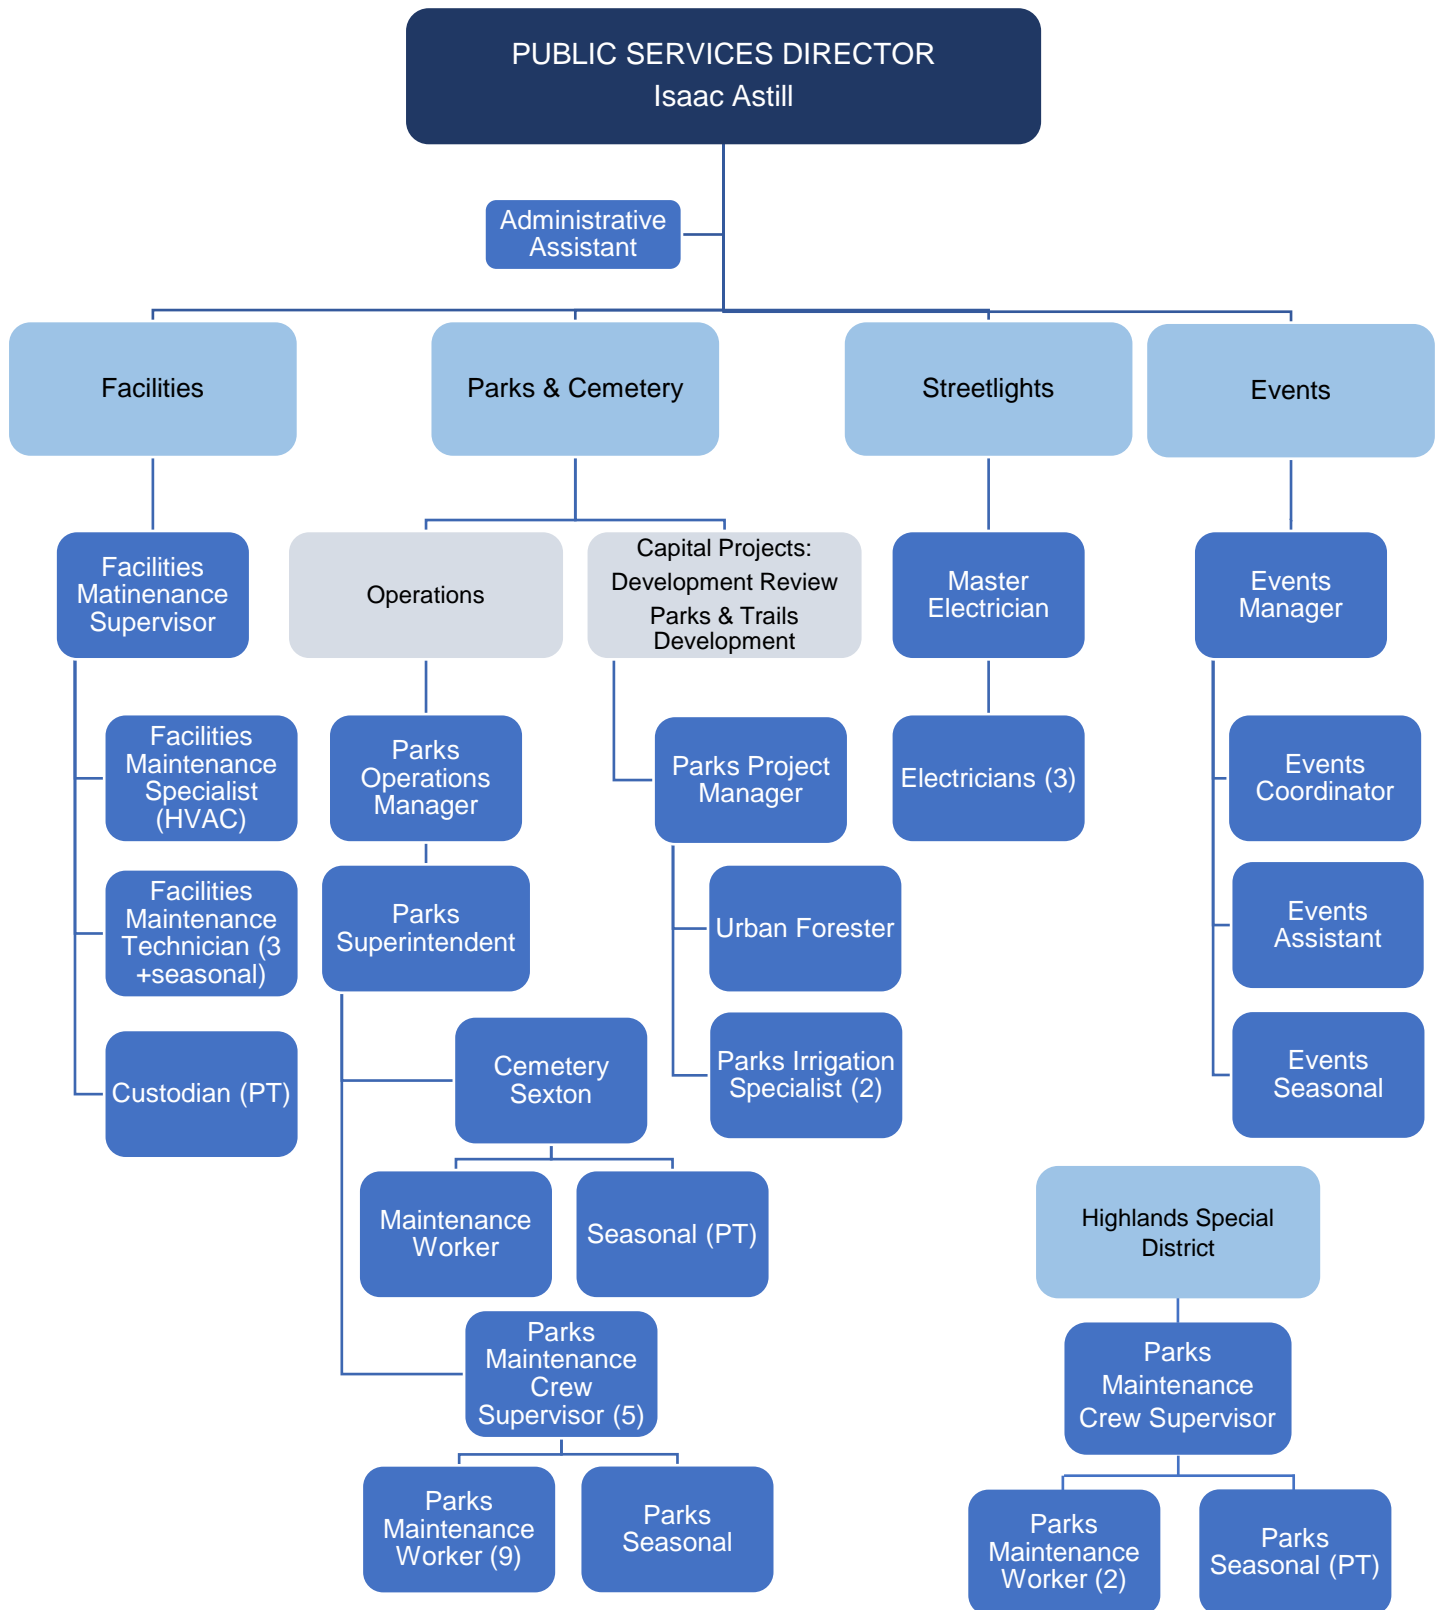 PUBLIC SERVICES DIRECTOR
Isaac Astill
Administrative
Assistant
Facilities
Parks & Cemetery
Streetlights
Events
Facilities
Matinenance
Supervisor
Operations
Capital Projects:
Development Review
Parks & Trails
Development
Master
Electrician
Events
Manager
Facilities
Maintenance
Specialist
(HVAC)
Parks
Operations
Manager
Parks Project
Manager
Electricians (3)
Events
Coordinator
Facilities
Maintenance
Technician (3
+seasonal)
Parks
Superintendent
Urban Forester
Events
Assistant
Custodian (PT)
Cemetery
Sexton
Parks Irrigation
Specialist (2)
Events
Seasonal
Maintenance
Worker
Seasonal (PT)
Highlands Special
District
Parks
Maintenance
Crew
Supervisor (5)
Parks
Maintenance
Crew Supervisor
Parks
Maintenance
Worker (9)
Parks
Seasonal
Parks
Maintenance
Worker (2)
Parks
Seasonal (PT)